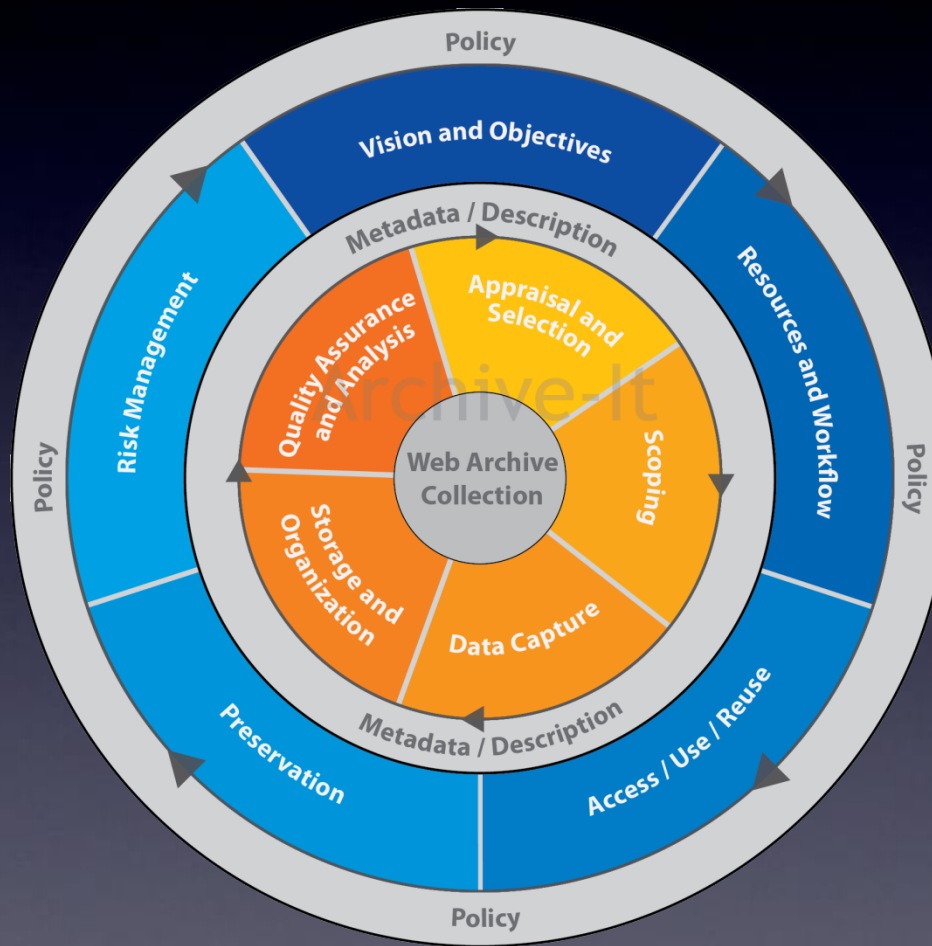 Policy
Vision and Objectives
Resources and Workflow
Policy
Access / Use / Reuse
Policy
Preservation
Policy
Risk Management
Metadata / Description
Appraisal and
Selection
Scoping
Data Capture
Storage and
Organization
Quality Assurance
and Analysis
Metadata / Description
Archive-It
Web Archive
Collection